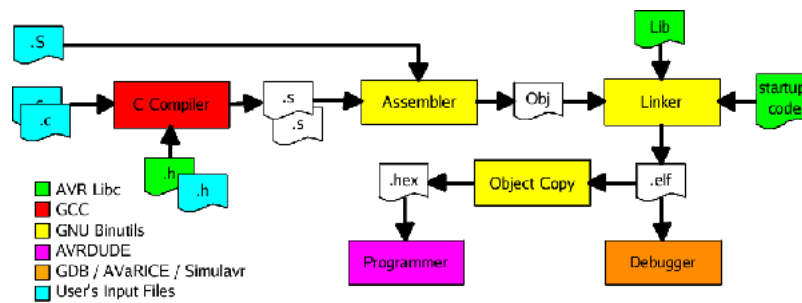 .S
Lib
.c
.c
C Compiler
.s
.s
Assembler
Obj
Linker
startup
code
.h
.h
.hex
Object Copy
.elf
Programmer
Debugger
AVR Libc
GCC
GNU Binutils
AVRDUDE
GDB / AVaRICE / Simulavr
User's Input Files